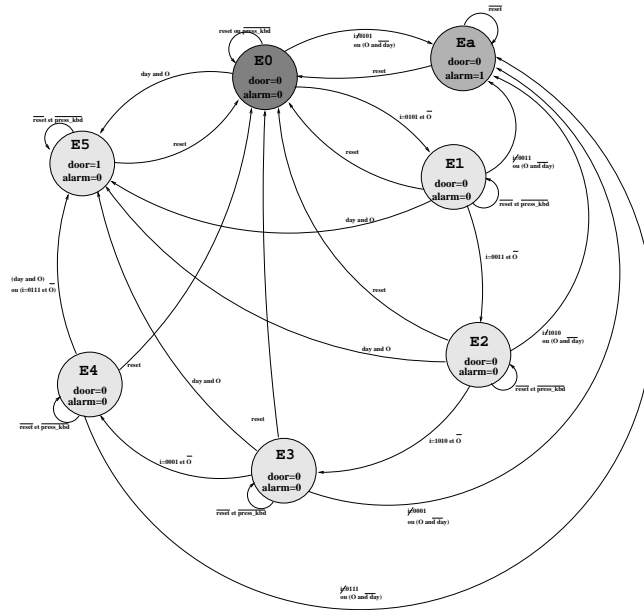 reset
reset ou press_kbd
i≠0101
ou (O and day)
Ea
door=0
alarm=1
E0
door=0
alarm=0
reset
day and O
i=0101 et O
reset et press_kbd
E5
door=1
alarm=0
reset
reset
E1
door=0
alarm=0
i≠0011
ou (O and day)
reset et press_kbd
day and O
i=0011 et O
(day and O)
ou (i=0111 et O)
reset
i≠1010
ou (O and day)
E2
door=0
alarm=0
day and O
reset et press_kbd
E4
door=0
alarm=0
reset
day and O
reset et press_kbd
reset
i=1010 et O
E3
door=0
alarm=0
i=0001 et O
reset et press_kbd
i≠0001
ou (O and day)
i≠0111
ou (O and day)